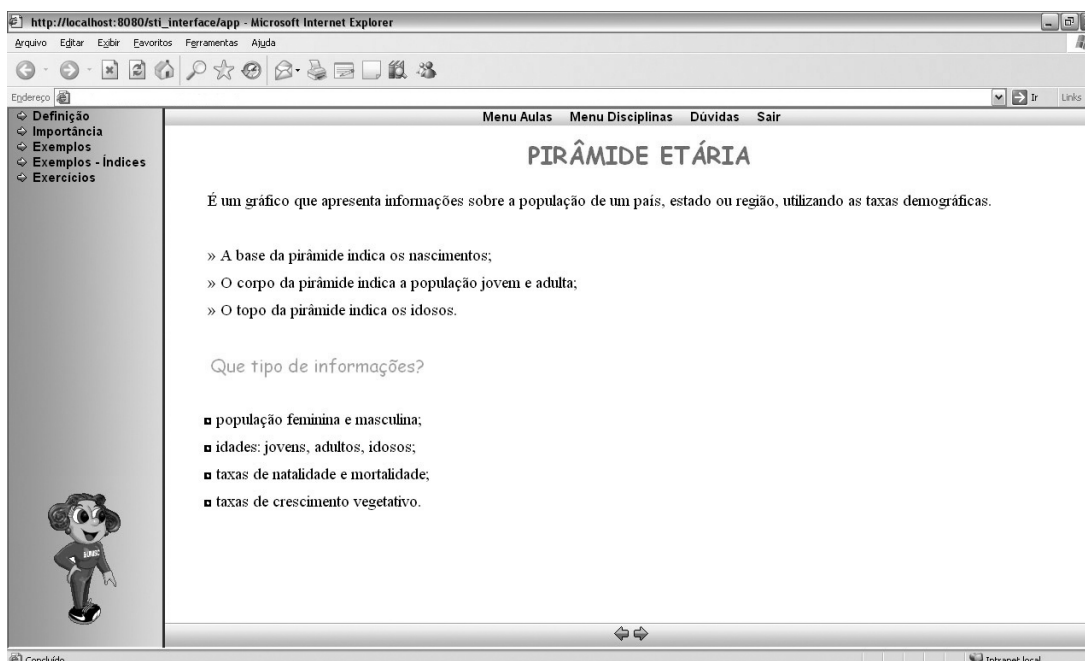 http://localhost:8080/sti_interface/app - Microsoft Internet Explorer
Arquivo Editar Exibir Favoritos Ferramentas Ajuda
Endereço Ir Links
Definição
Importância
Exemplos
Exemplos - Índices
Exercícios
Menu Aulas Menu Disciplinas Dúvidas Sair
PIRÂMIDE ETÁRIA
É um gráfico que apresenta informações sobre a população de um país, estado ou região, utilizando as taxas demográficas.
» A base da pirâmide indica os nascimentos;
» O corpo da pirâmide indica a população jovem e adulta;
» O topo da pirâmide indica os idosos.
Que tipo de informações?
população feminina e masculina;
idades: jovens, adultos, idosos;
taxas de natalidade e mortalidade;
taxas de crescimento vegetativo.
Concluído Intranet local